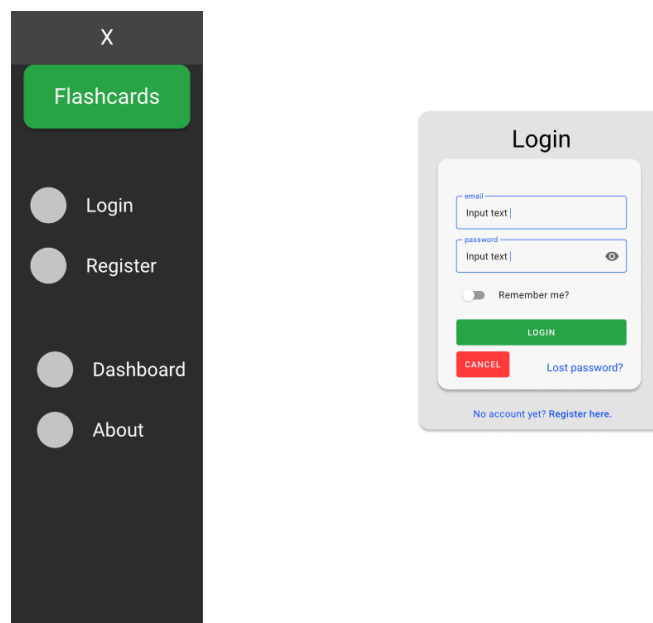 X
Flashcards
Login
Register
Dashboard
About
Login
email
Input text
password
Input text
Remember me?
LOGIN
CANCEL
Lost password?
No account yet? Register here.